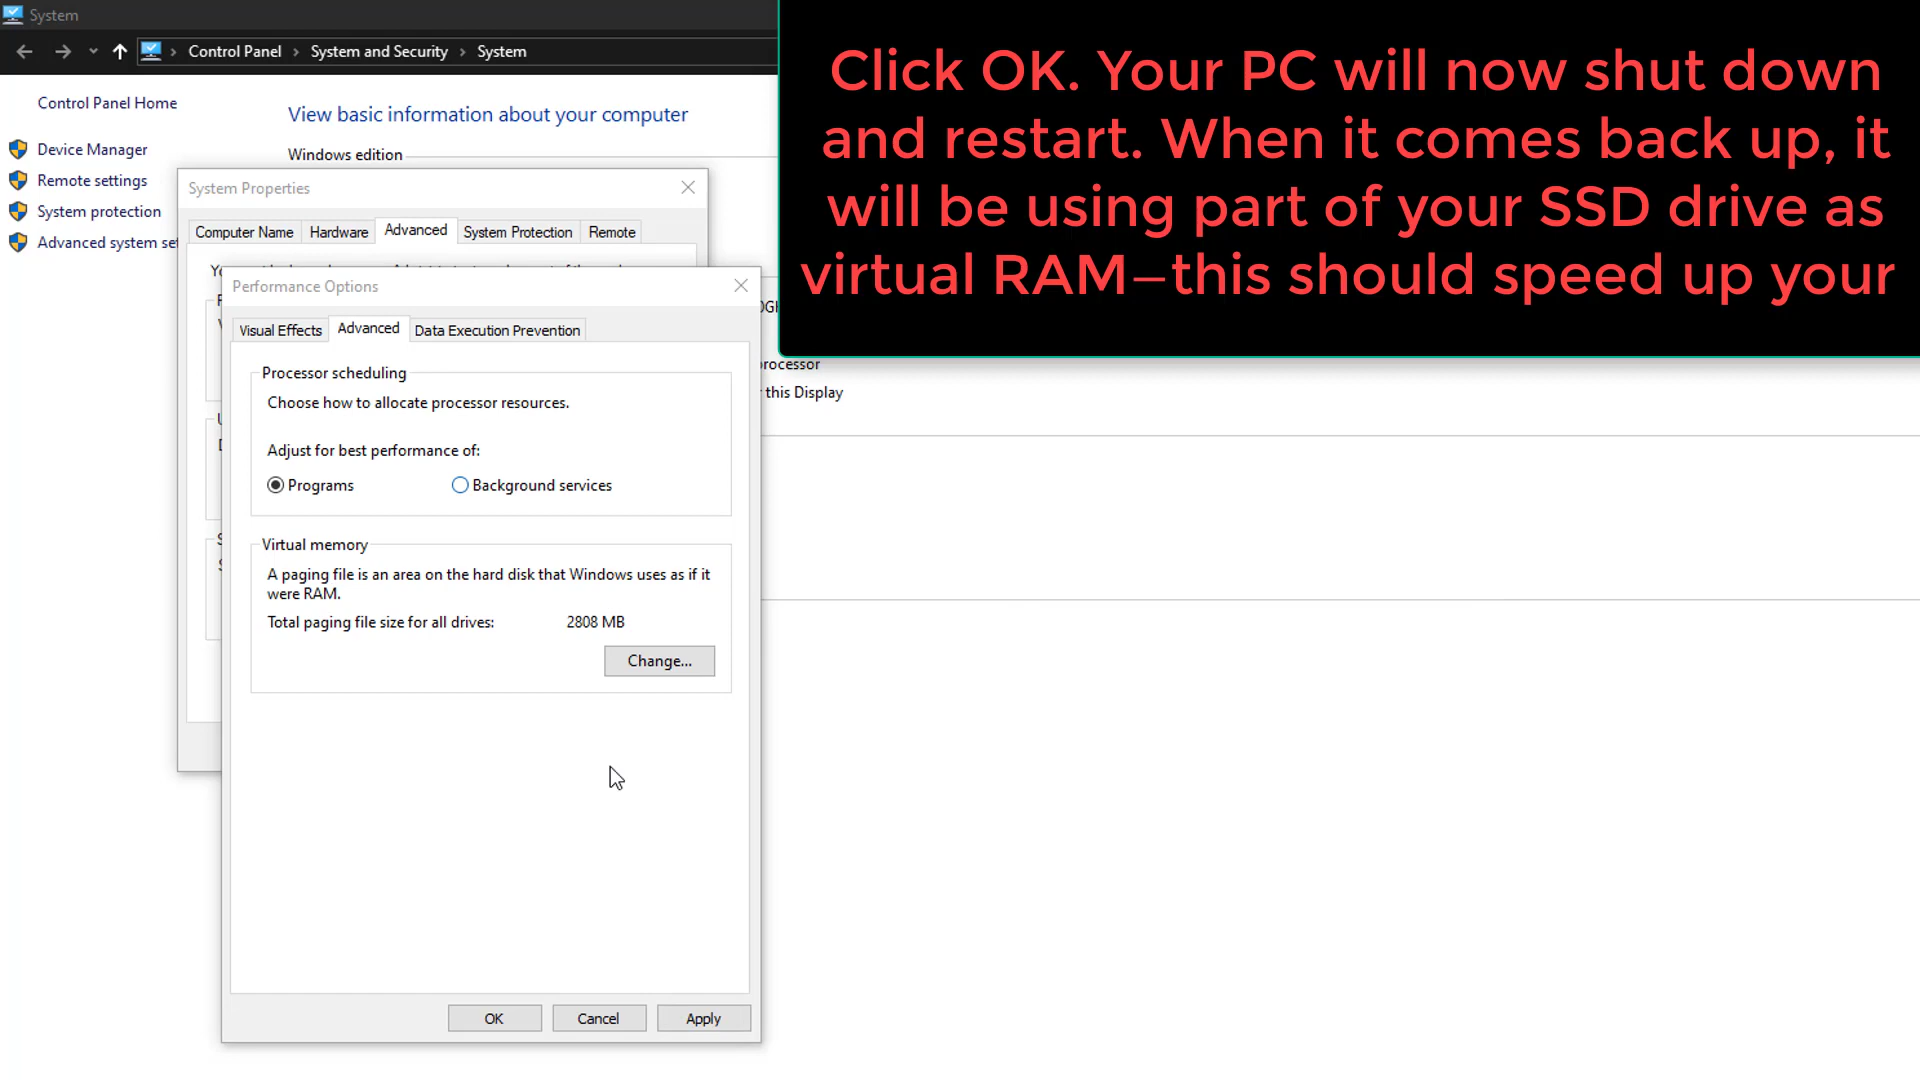 System
Control Panel
System and Security
System
Click OK. Your PC will now shut down
and restart. When it comes back up, it
will be using part of your SSD drive as
virtual RAM—this should speed up your
Control Panel Home
Device Manager
Remote settings
System protection
Advanced system set
View basic information about your computer
Windows edition
System Properties
Computer Name
Hardware
Advanced
System Protection
Remote
processor
this Display
Performance Options
Visual Effects
Advanced
Data Execution Prevention
Processor scheduling
Choose how to allocate processor resources.
Adjust for best performance of:
Programs
Background services
Virtual memory
A paging file is an area on the hard disk that Windows uses as if it
were RAM.
Total paging file size for all drives:
2808 MB
Change...
OK
Cancel
Apply